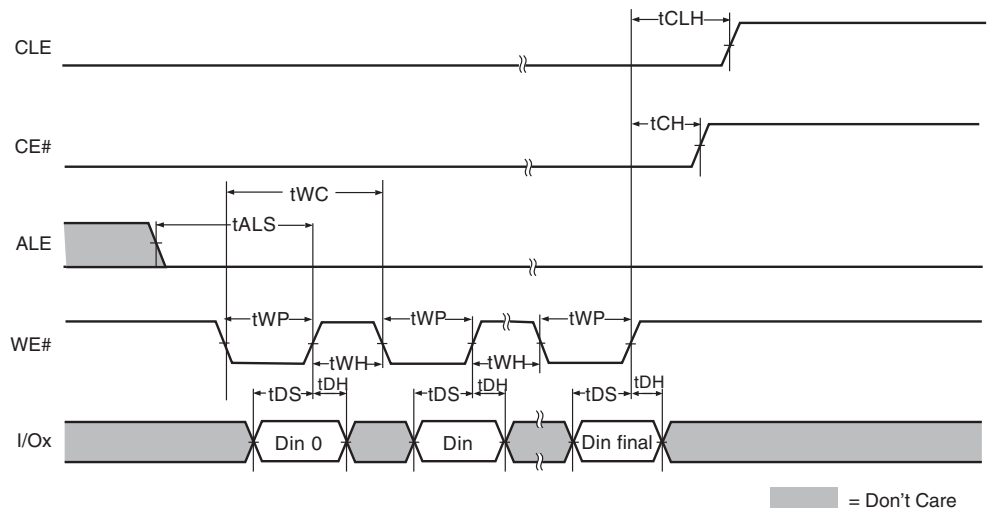 tCLH
CLE
tCH
CE#
tWC
tALS
ALE
tWP tWP tWP
WE#
tWH tWH
tDS tDH tDS tDH tDS tDH
I/Ox Din 0 Din Din final
= Don't Care